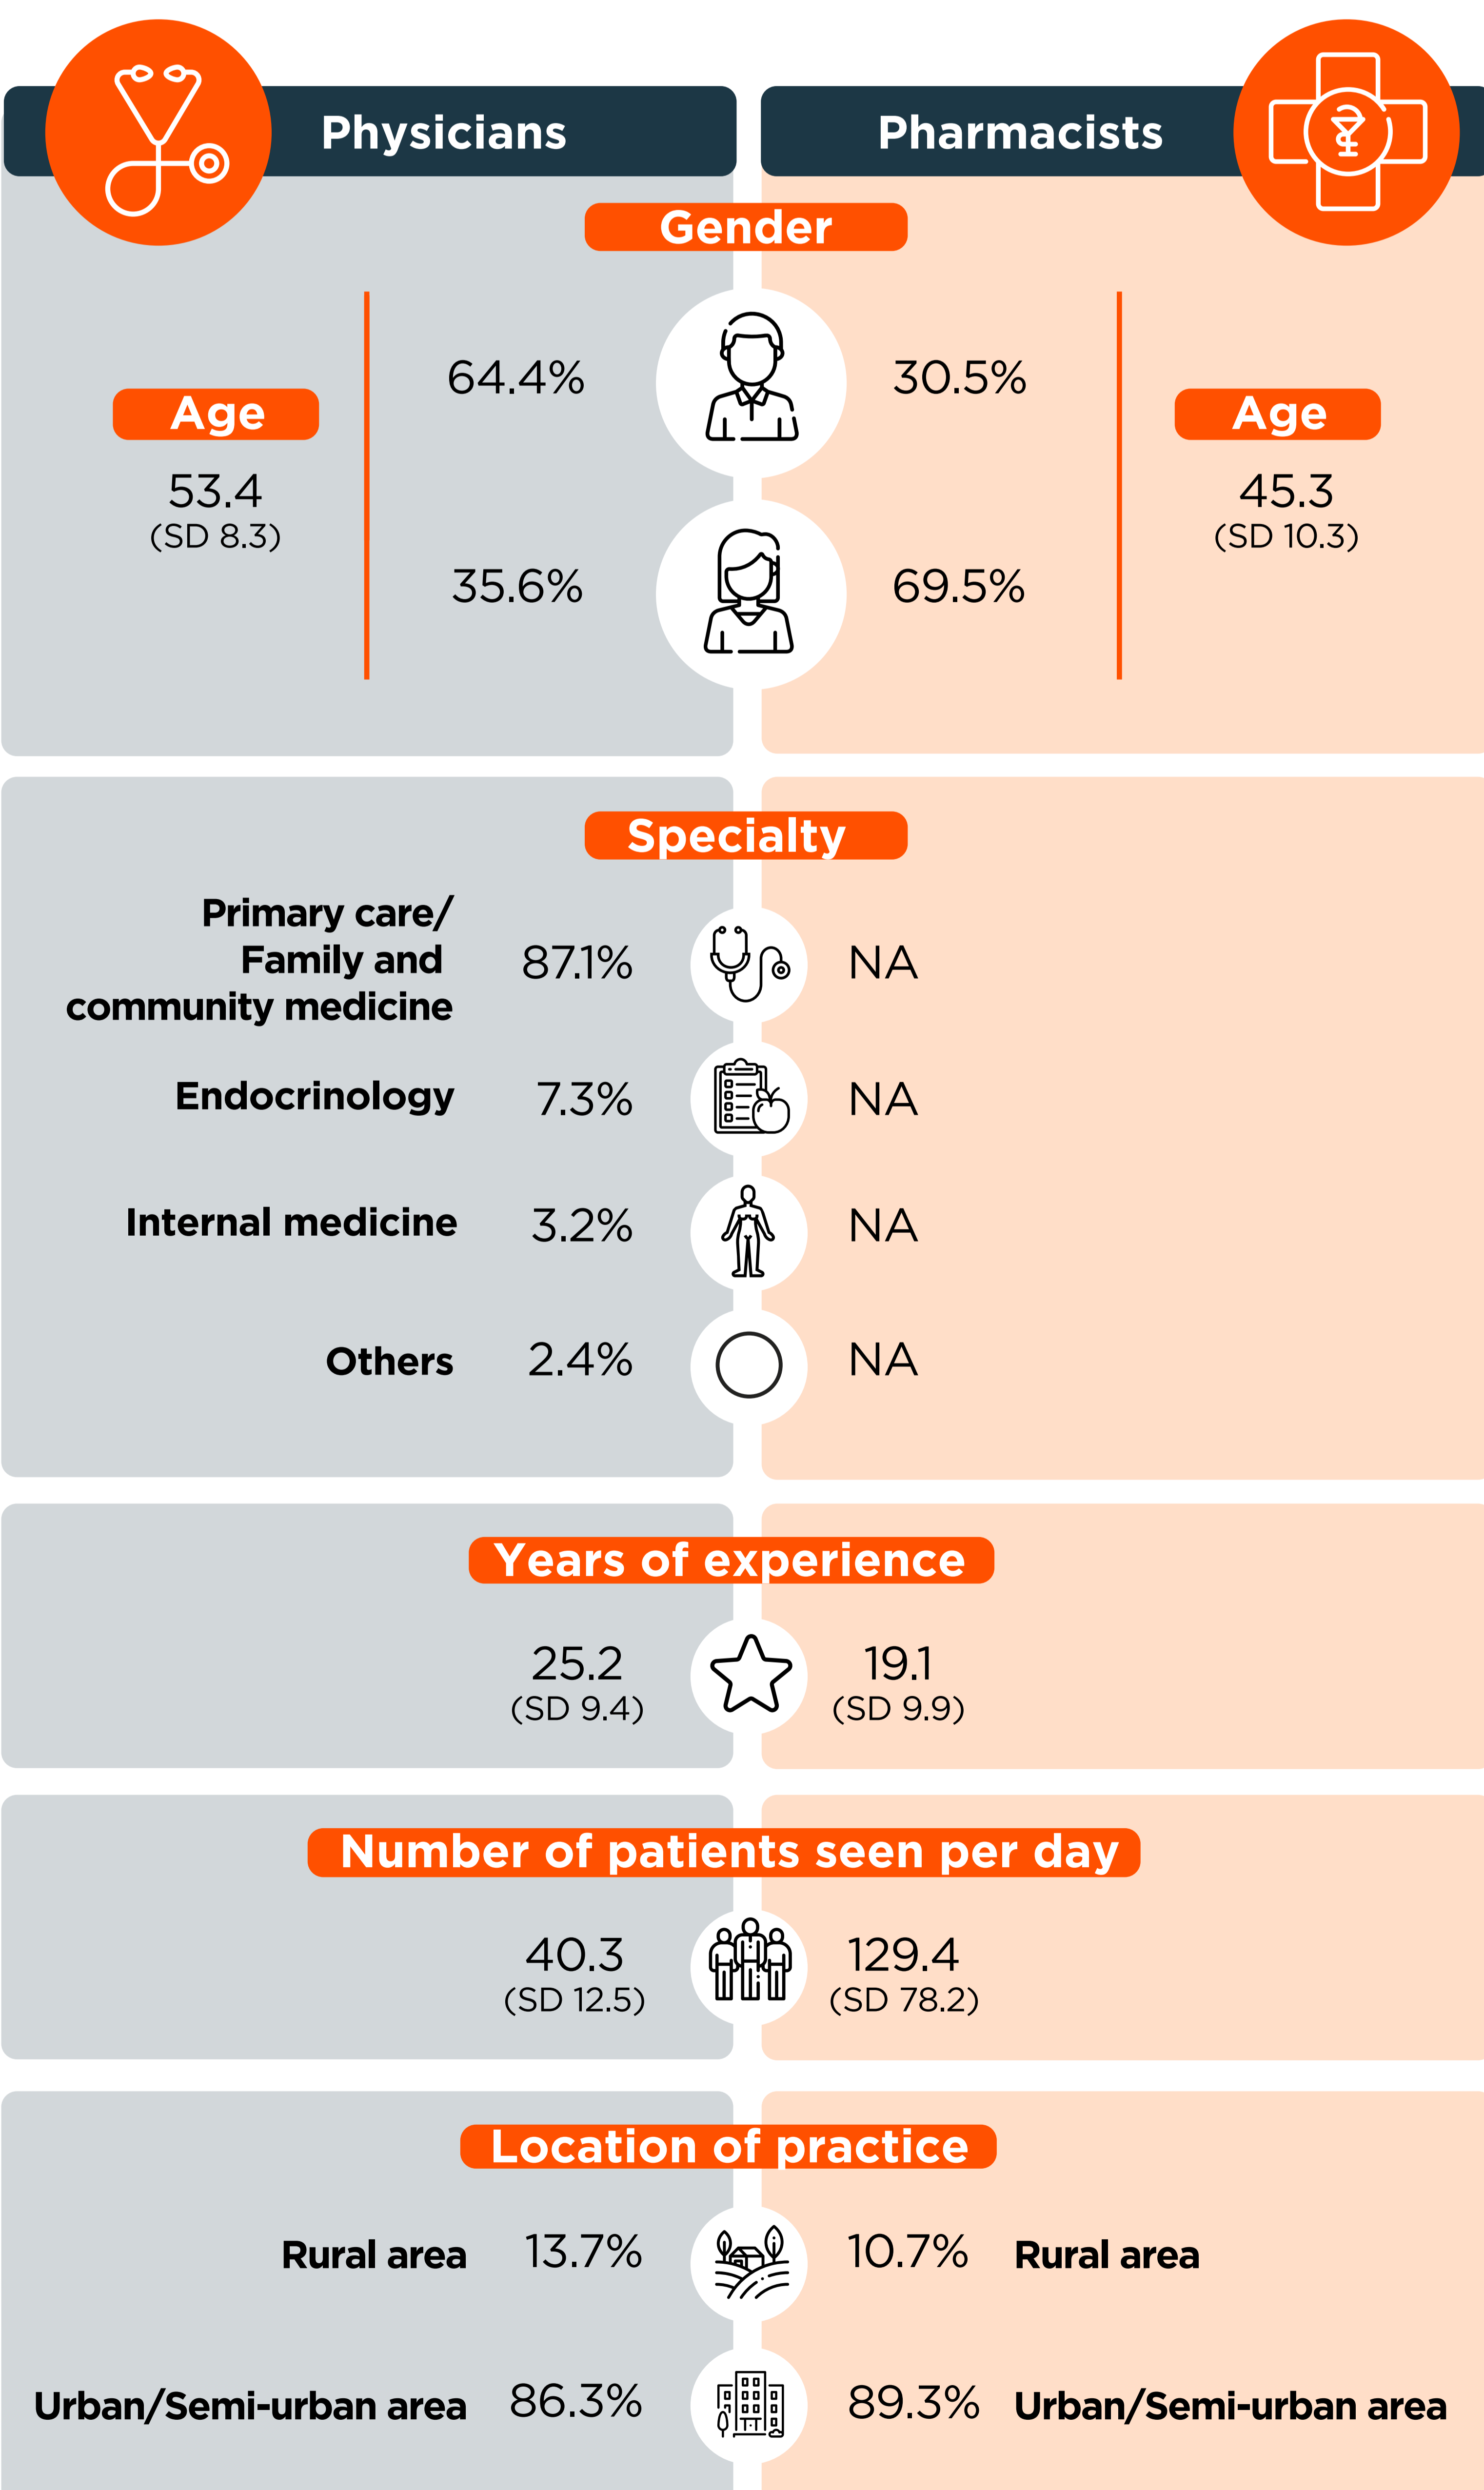 Physicians
Pharmacists
Gender
64.4%
30.5%
Age
53.4
(SD 8.3)
Age
45.3
(SD 10.3)
35.6%
69.5%
Specialty
Primary care/
Family and
community medicine
87.1%
NA
Endocrinology
7.3%
NA
Internal medicine
3.2%
NA
Others
2.4%
NA
Years of experience
25.2
(SD 9.4)
19.1
(SD 9.9)
Number of patients seen per day
40.3
(SD 12.5)
129.4
(SD 78.2)
Location of practice
Rural area
13.7%
10.7%
Rural area
Urban/Semi-urban area
86.3%
89.3%
Urban/Semi-urban area